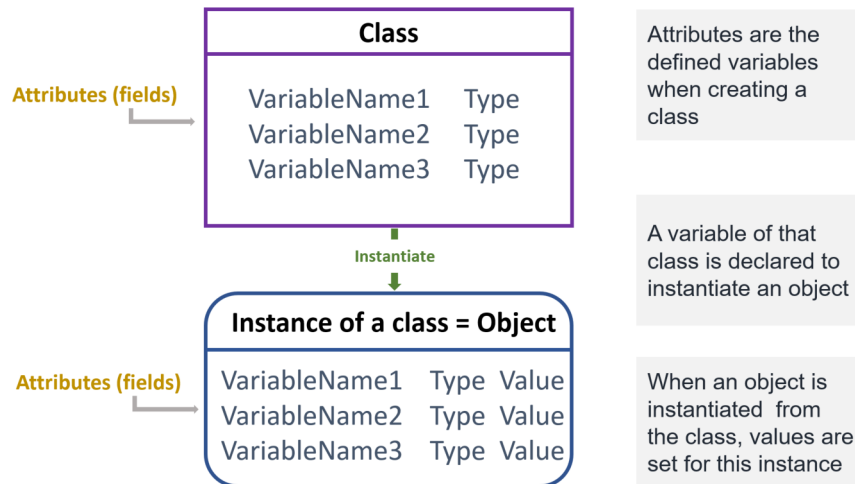 Class
Attributes (fields)
VariableName1 Type
VariableName2 Type
VariableName3 Type
Attributes are the
defined variables
when creating a
class
Instantiate
A variable of that
class is declared to
instantiate an object
Instance of a class = Object
Attributes (fields)
VariableName1 Type Value
VariableName2 Type Value
VariableName3 Type Value
When an object is
instantiated from
the class, values are
set for this instance